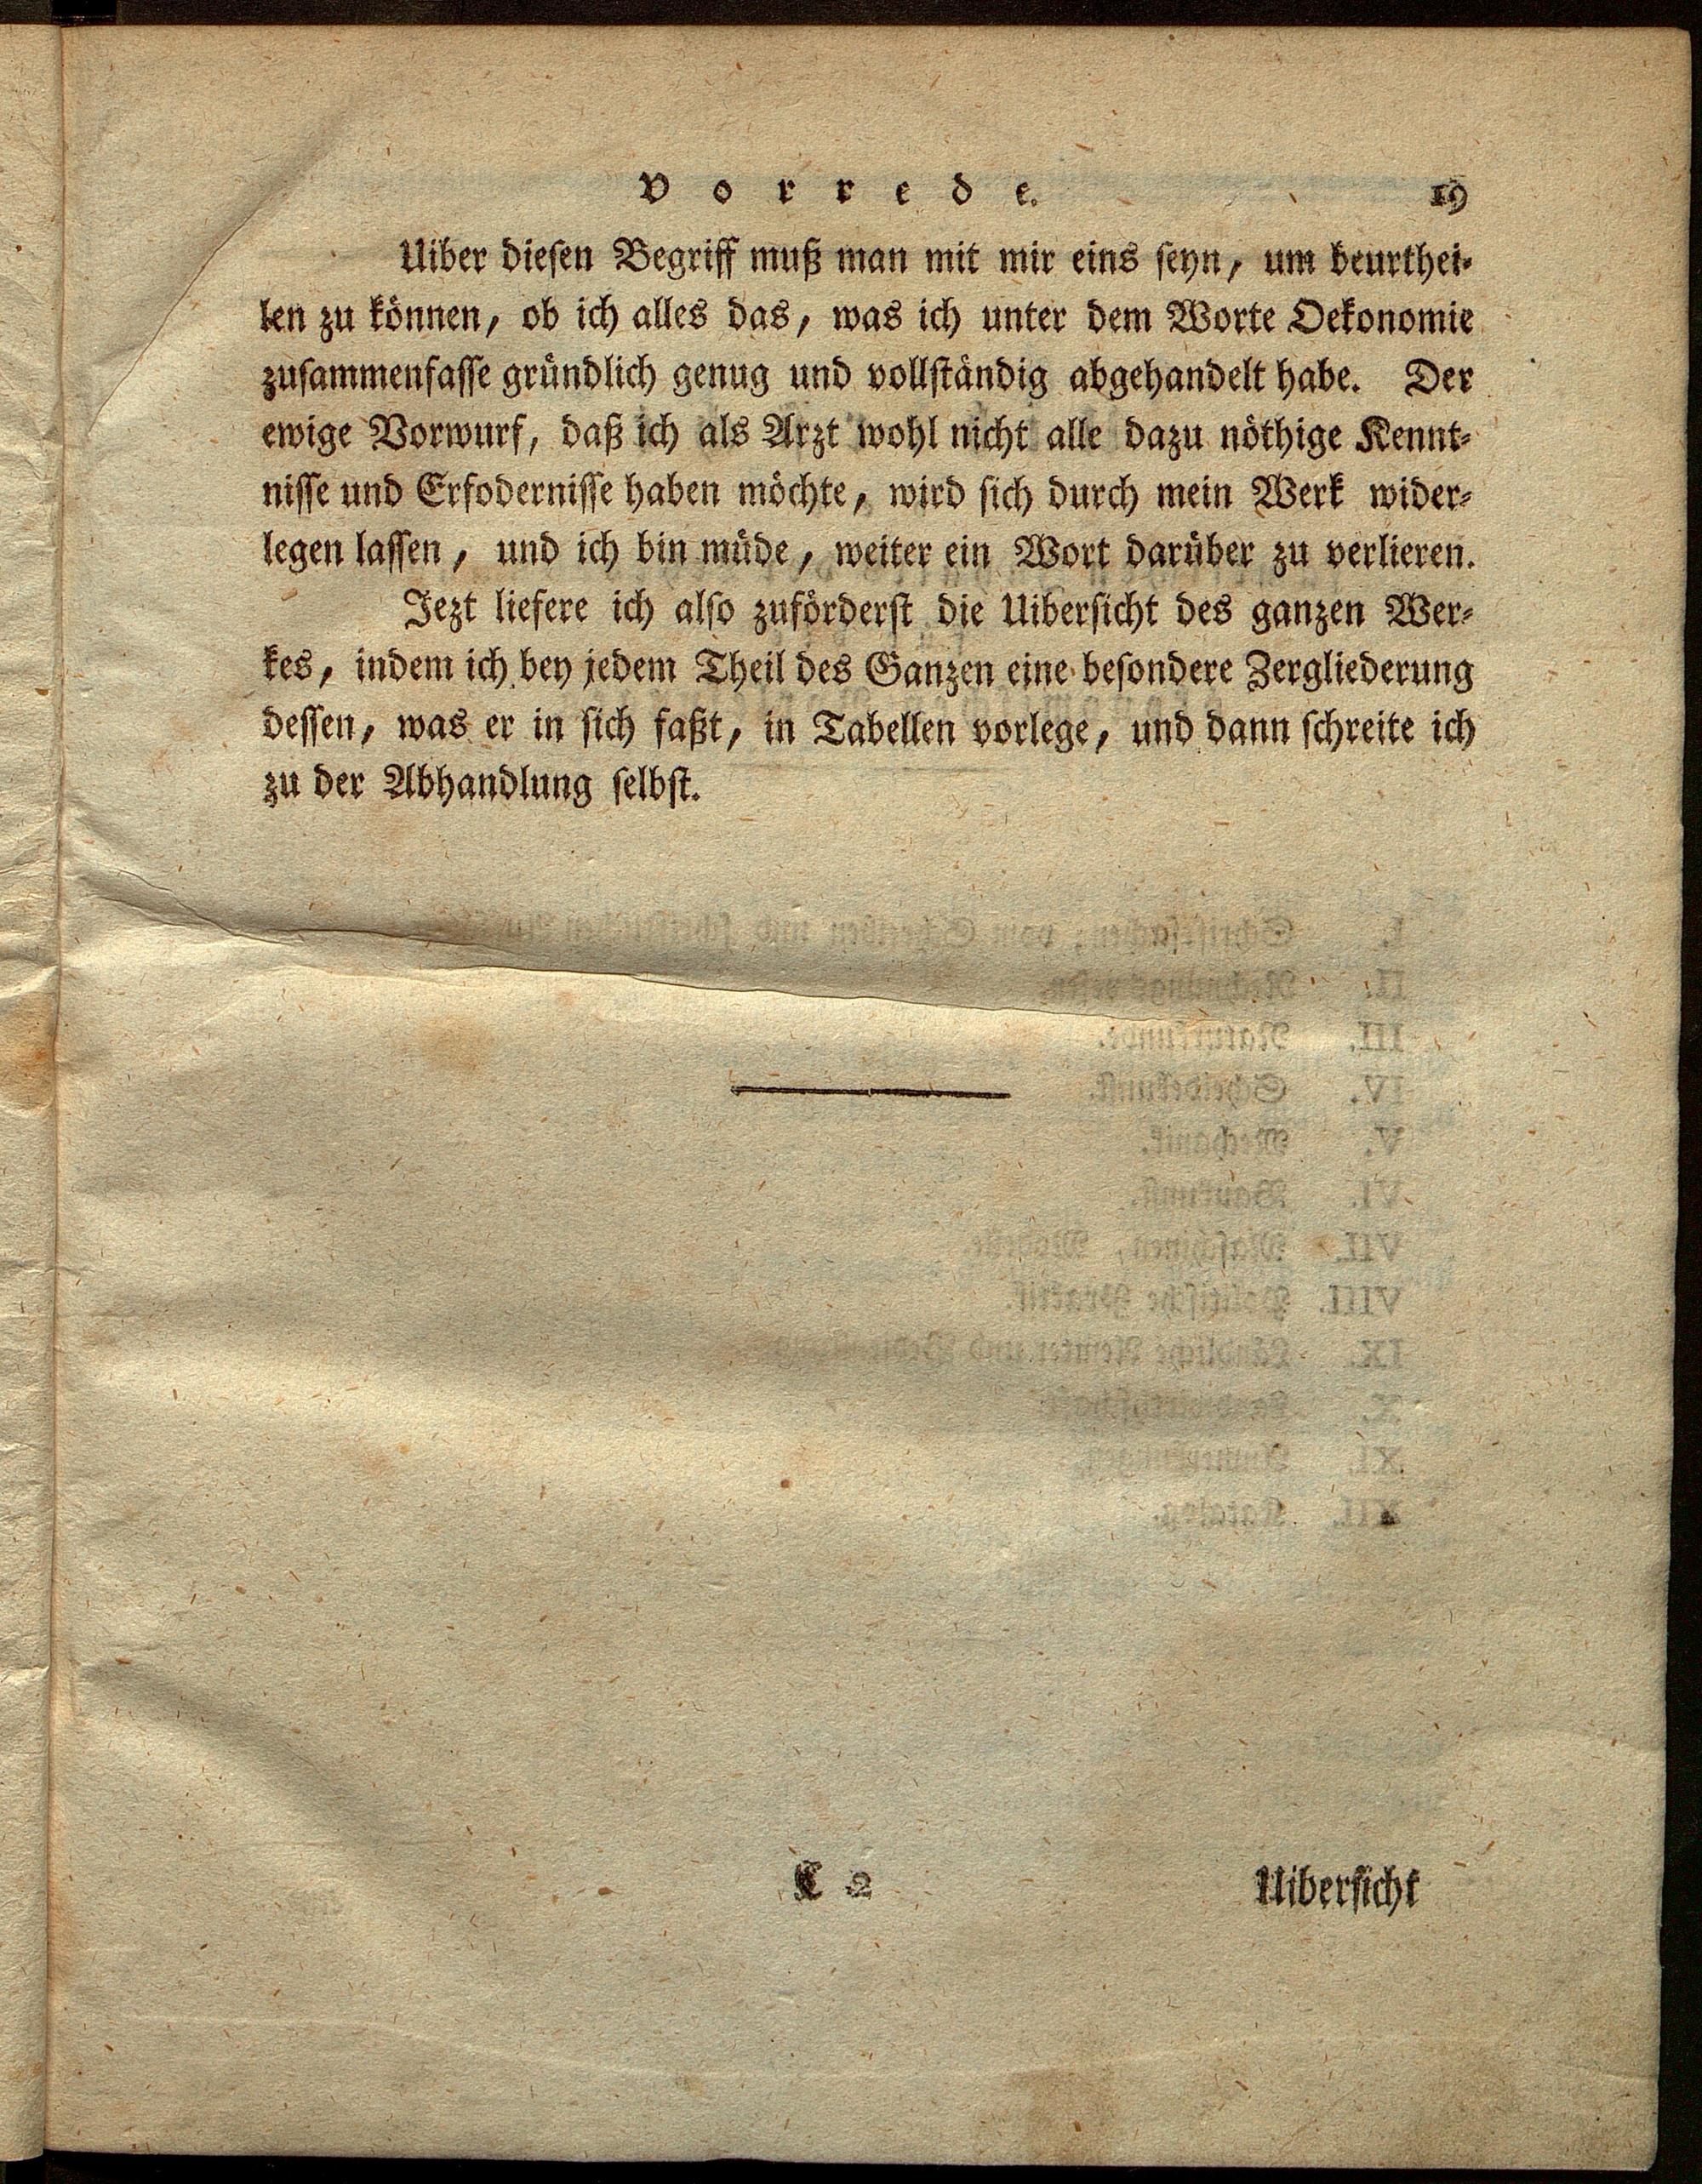 Vorrede. 19
Uiber diesen Begriff muß man mit mir eins seyn, um beurthei-
len zu können, ob ich alles das, was ich unter dem Worte Oekonomie
zusammenfasse gründlich genug und vollständig abgehandelt habe. Der
ewige Vorwurf, daß ich als Arzt wohl nicht alle dazu nöthige Kennt-
nisse und Erfodernisse haben möchte, wird sich durch mein Werk wider-
legen lassen, und ich bin müde, weiter ein Wort darüber zu verlieren.
Jezt liefere ich also zuförderst die Uibersicht des ganzen Wer-
kes, indem ich bey jedem Theil des Ganzen eine besondere Zergliederung
dessen, was er in sich faßt, in Tabellen vorlege, und dann schreite ich
zu der Abhandlung selbst.
C 2 Uibersicht